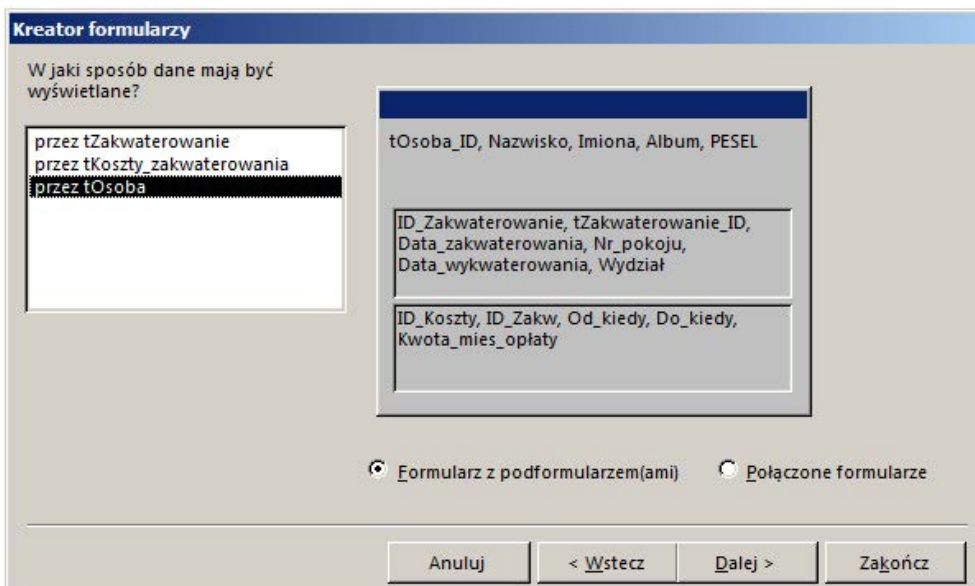 Kreator formularzy
W jaki sposób dane mają być
wyświetlane?
przez tZakwaterowanie
przez tKoszty_zakwaterowania
przez tOsoba
tOsoba_ID, Nazwisko, Imiona, Album, PESEL
ID_Zakwaterowanie, tZakwaterowanie_ID,
Data_zakwaterowania, Nr_pokoju,
Data_wykwaterowania, Wydział
ID_Koszty, ID_Zakw, Od_kiedy, Do_kiedy,
Kwota_mies_opłaty
Formularz z podformularzem(ami) Połączone formularze
Anuluj < Wstecz Dalej > Zakończ